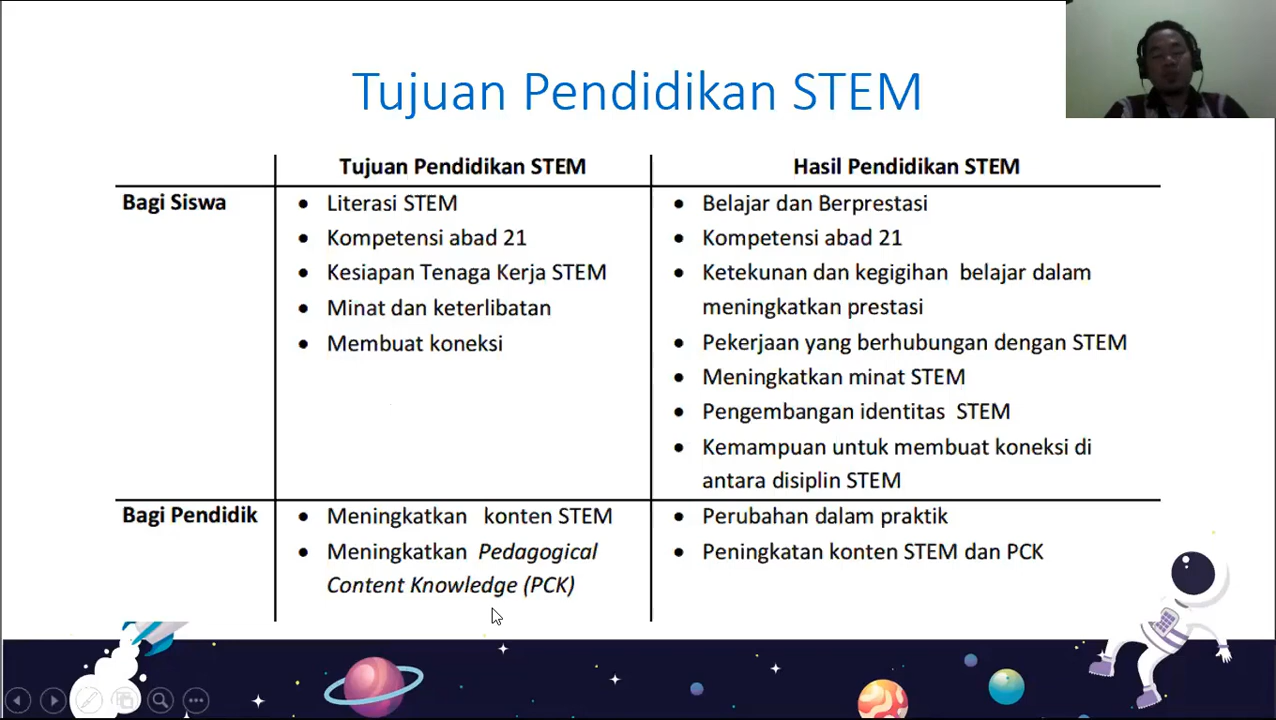 Tujuan Pendidikan STEM
Tujuan Pendidikan STEM
Hasil Pendidikan STEM
Bagi Siswa
• Literasi STEM
• Kompetensi abad 21
• Kesiapan Tenaga Kerja STEM
• Minat dan keterlibatan
• Membuat koneksi
• Belajar dan Berprestasi
• Kompetensi abad 21
• Ketekunan dan kegigihan belajar dalam
meningkatkan prestasi
• Pekerjaan yang berhubungan dengan STEM
• Meningkatkan minat STEM
• Pengembangan identitas STEM
• Kemampuan untuk membuat koneksi di
antara disiplin STEM
Bagi Pendidik
• Meningkatkan konten STEM
• Meningkatkan Pedagogical
Content Knowledge (PCK)
• Perubahan dalam praktik
• Peningkatan konten STEM dan PCK